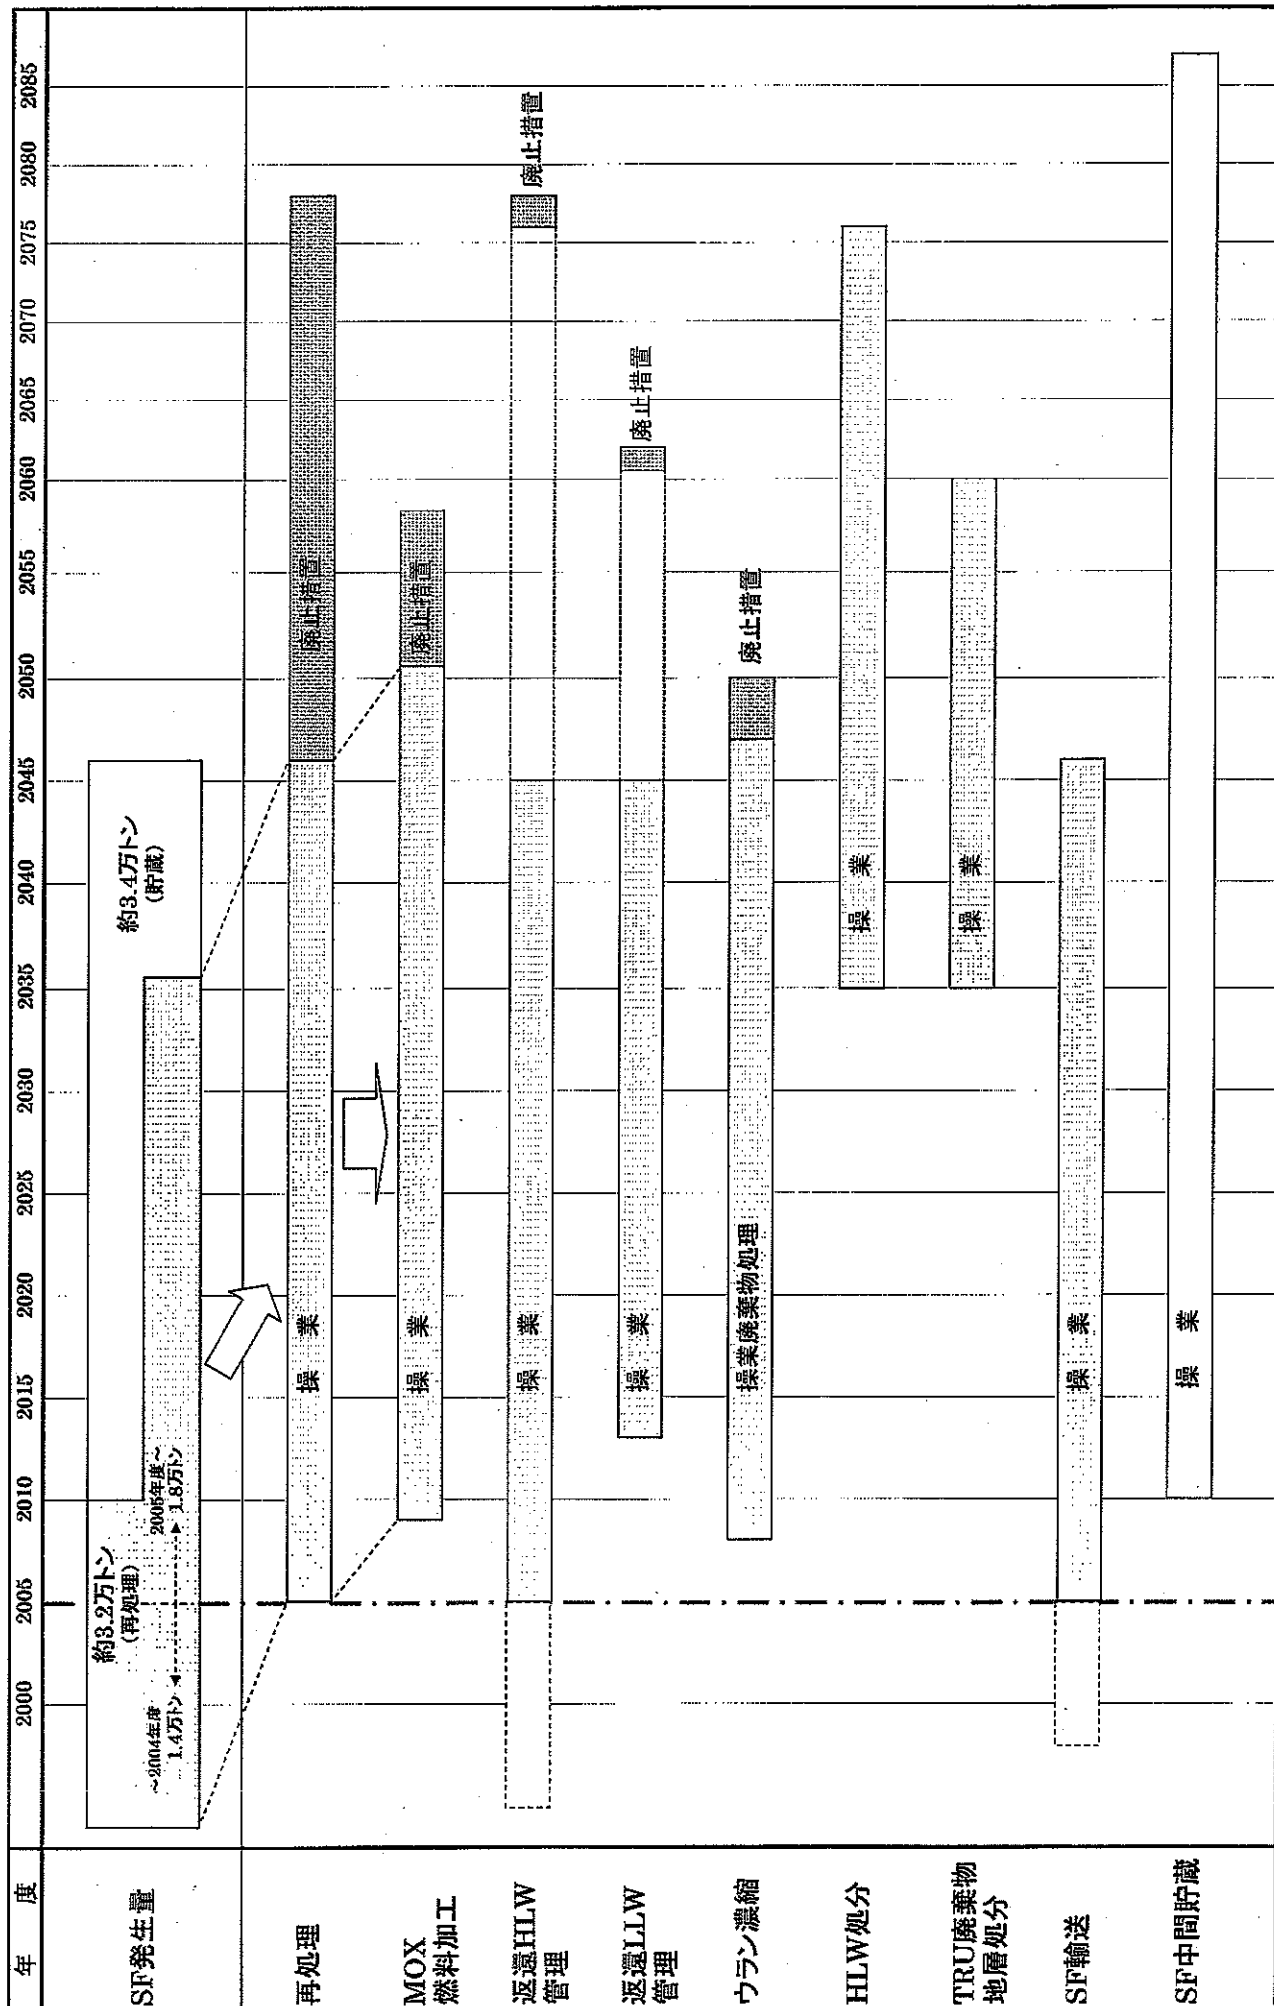 年 度
2000 2005 2010 2015 2020 2025 2030 2035 2040 2045 2050 2055 2060 2065 2070 2075 2080 2085
SF発生量
約3.2万トン
(再処理)
~2004年度
1.4万トン
2005年度~
1.8万トン
約3.4万トン
(貯蔵)
再処理
操 業
廃止措置
MOX
燃料加工
操 業
廃止措置
返還HLW
管理
操 業
廃止措置
返還LLW
管理
操 業
廃止措置
ウラン濃縮
操業廃棄物処理
廃止措置
HLW処分
操 業
TRU廃棄物
地層処分
操 業
SF輸送
操 業
SF中間貯蔵
操 業